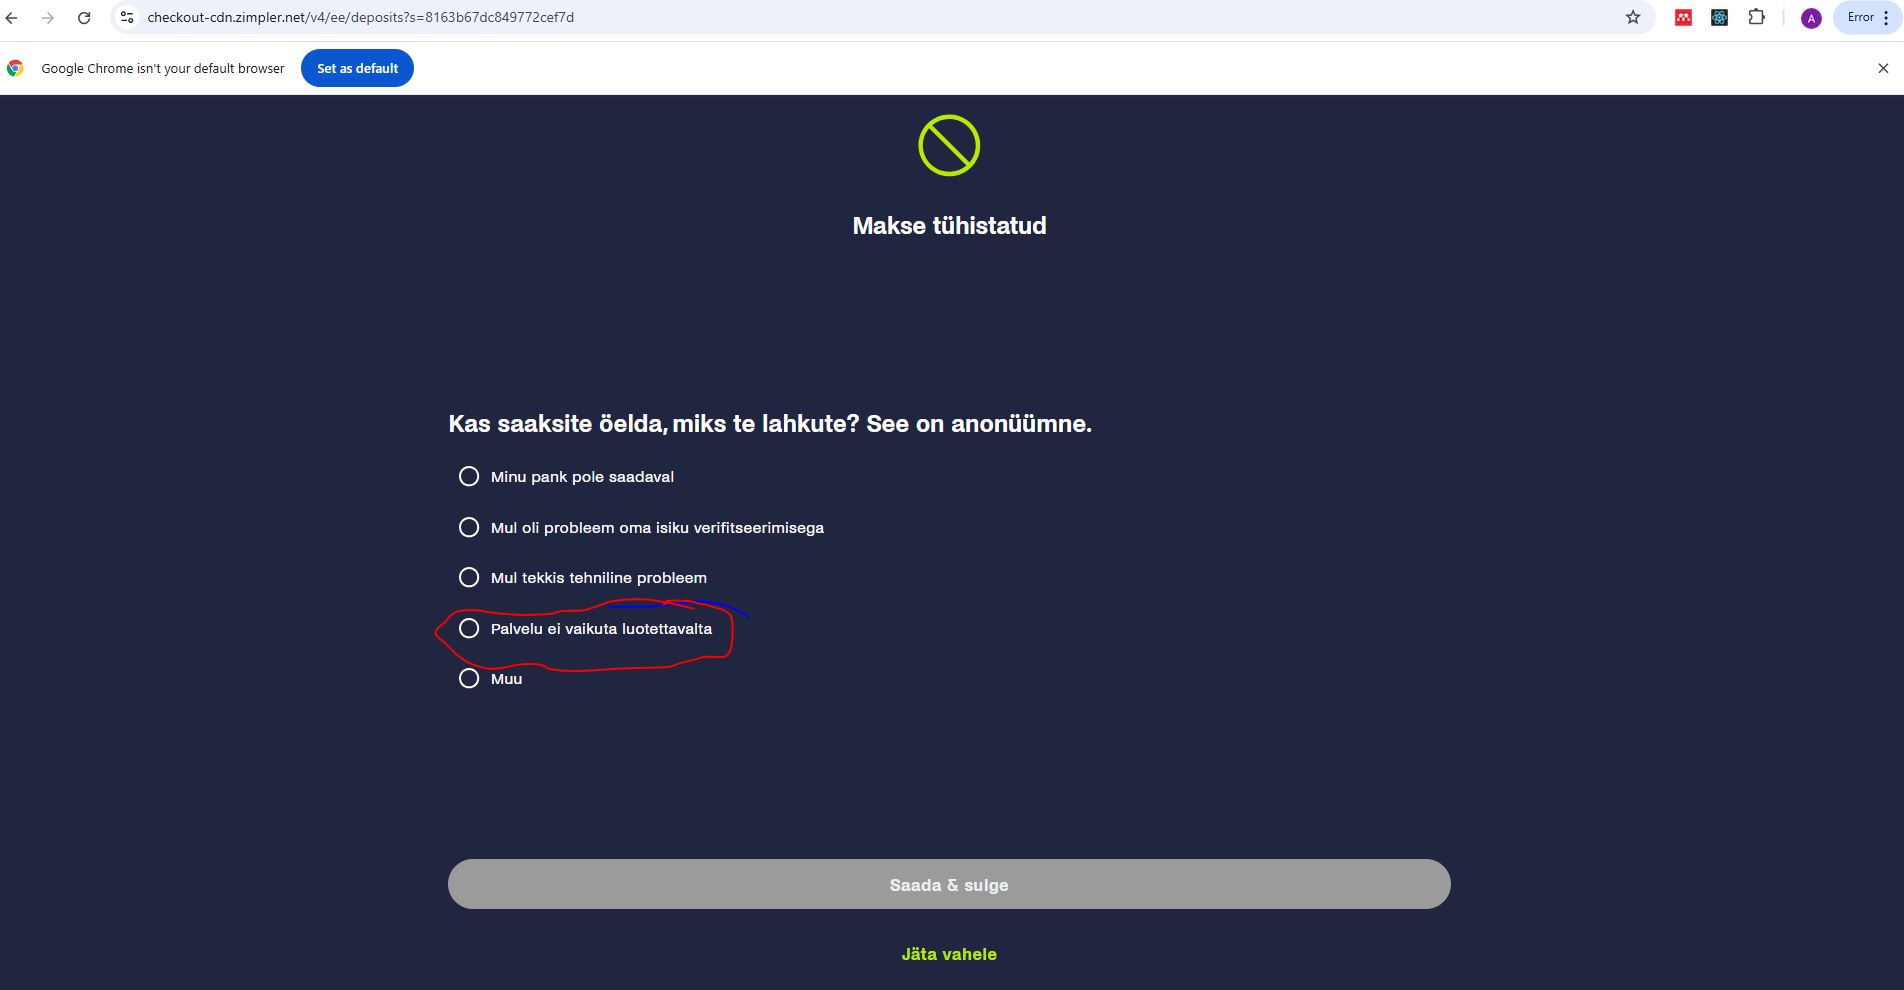 checkout-cdn.zimpler.net/v4/ee/deposits?s=8163b67dc849772cef7d
A
Error
Google Chrome isn't your default browser
Set as default
Makse tühistatud
Kas saaksite öelda, miks te lahkute? See on anonüümne.
Minu pank pole saadaval
Mul oli probleem oma isiku verifitseerimisega
Mul tekkis tehniline probleem
Palvelu ei vaikuta luotettavalta
Muu
Saada & sulge
Jäta vahele